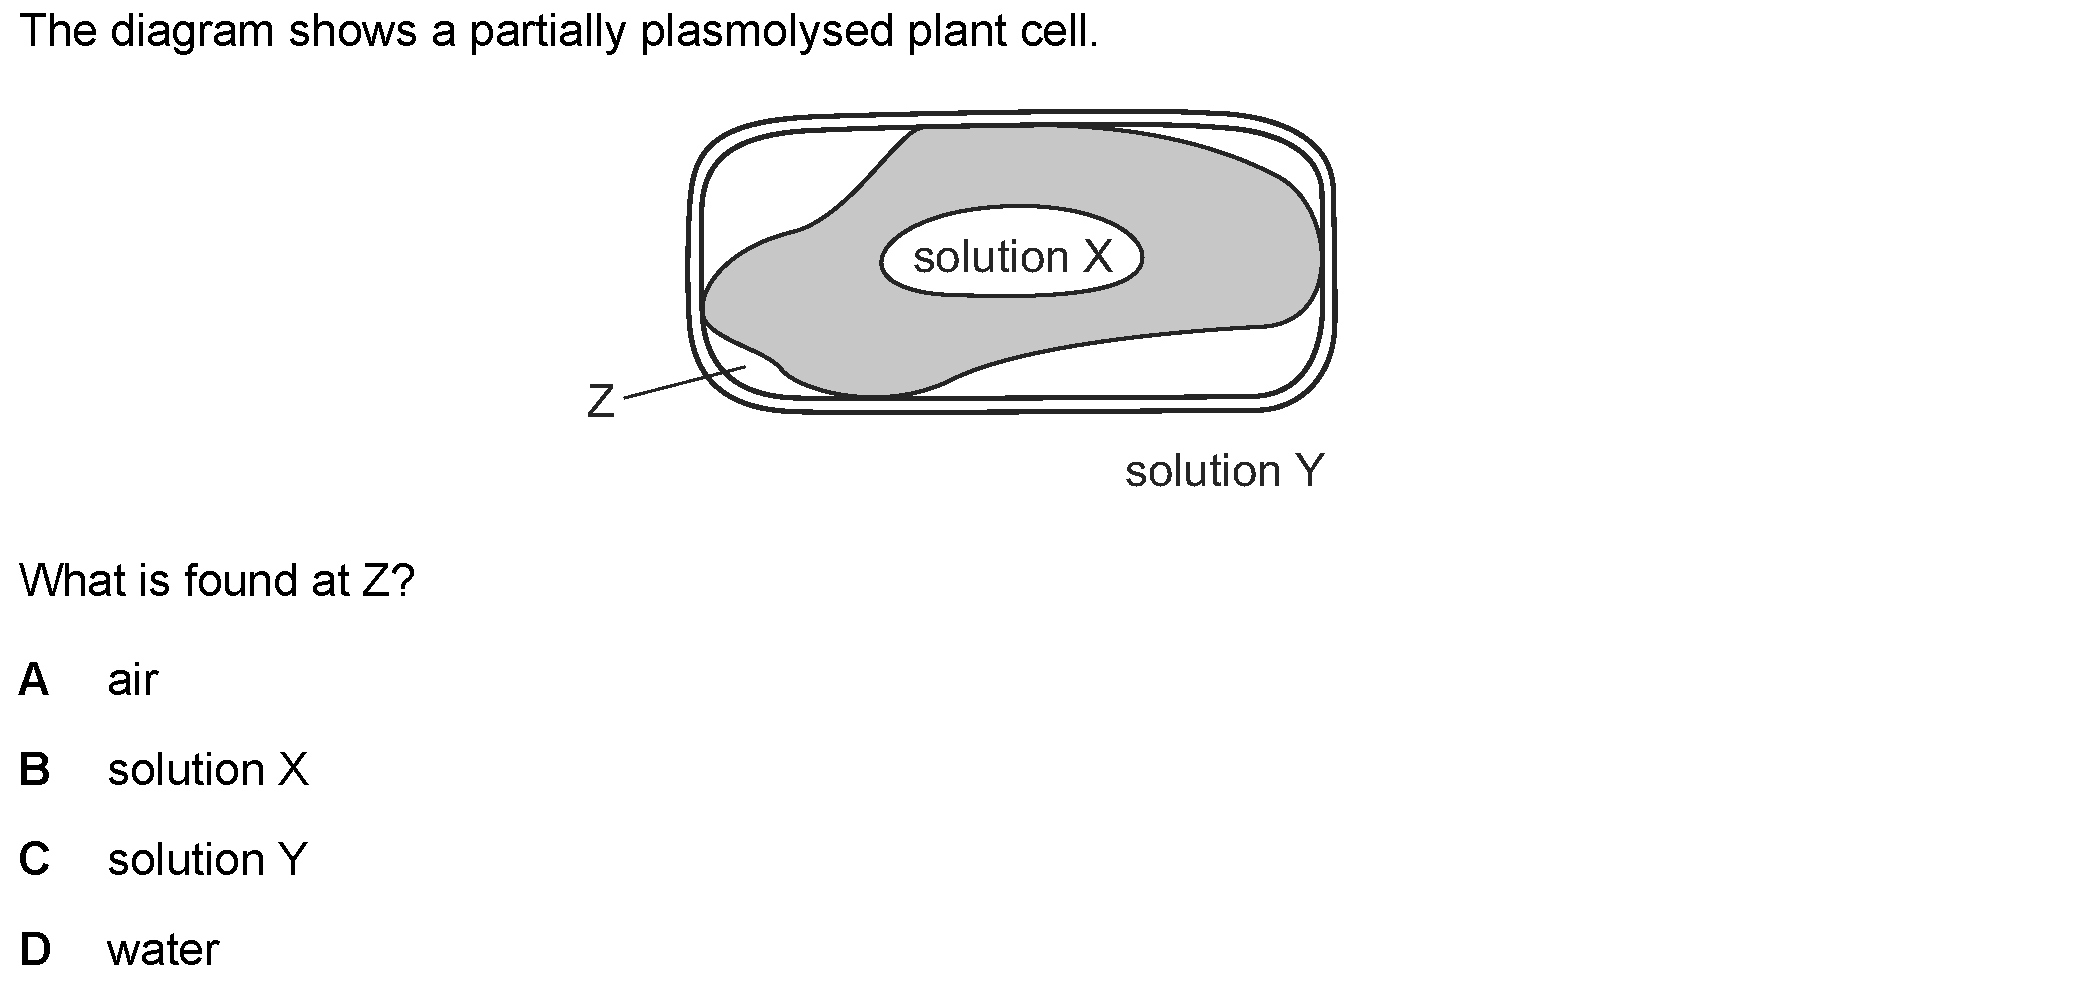 The diagram shows a partially plasmolysed plant cell.
solution X
Z
solution Y
What is found at Z?
A air
B solution X
C solution Y
D water